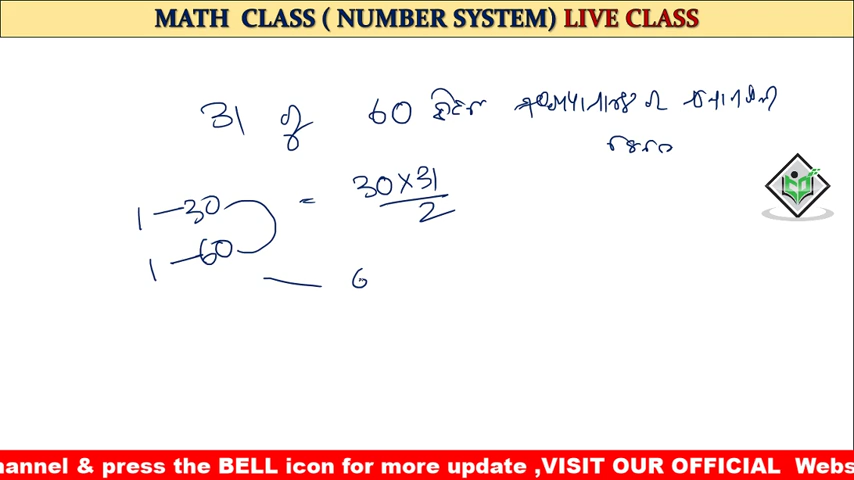 MATH CLASS ( NUMBER SYSTEM) LIVE CLASS
31 ରୁ 60
1 — 30 = 30 × 31 / 2
1 — 60
— 6
hannel & press the BELL icon for more update ,VISIT OUR OFFICIAL Webs